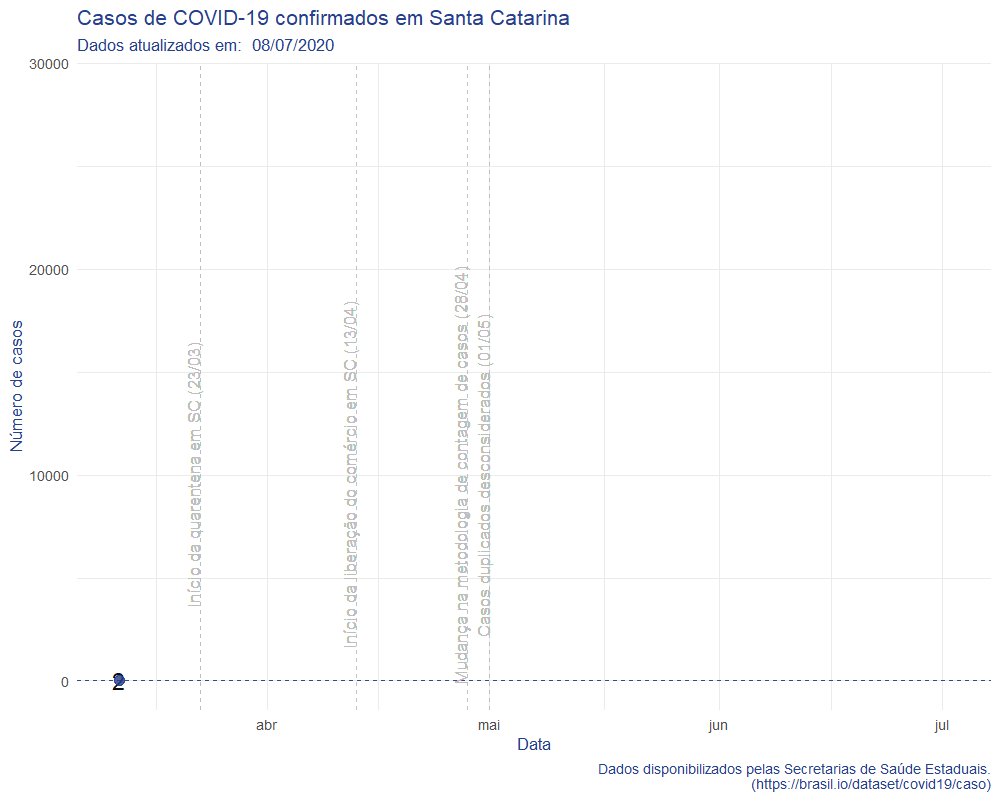 Casos de COVID-19 confirmados em Santa Catarina
Dados atualizados em:  08/07/2020
30000
20000
10000
0
Número de casos
Início da quarentena em SC (23/03)
Início da liberação do comércio em SC (13/04)
Mudança na metodologia de contagem de casos (28/04)
Casos duplicados desconsiderados (01/05)
2
abr
mai
jun
jul
Data
Dados disponibilizados pelas Secretarias de Saúde Estaduais.
(https://brasil.io/dataset/covid19/caso)